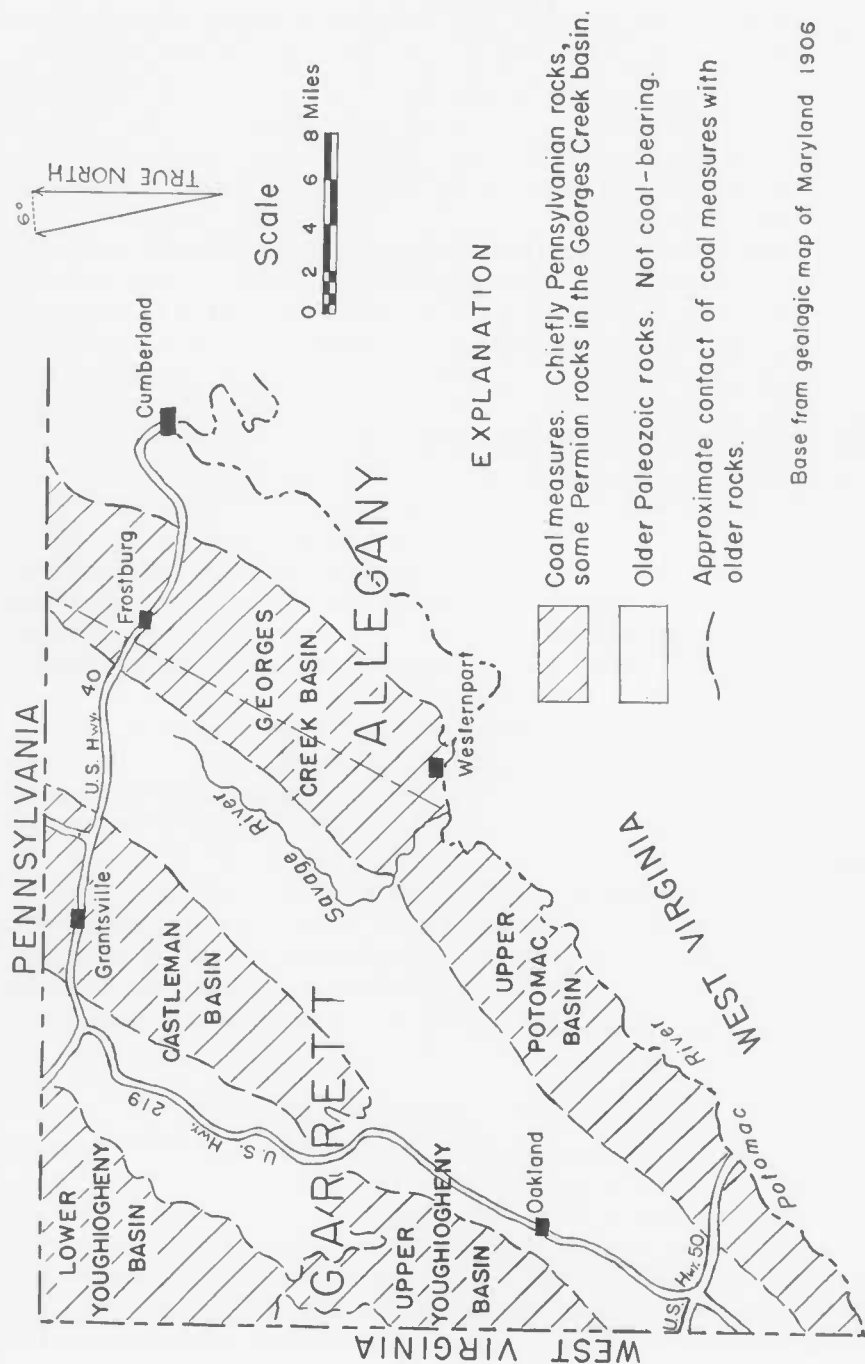 PENNSYLVANIA
LOWER
YOUGHIOGHENY
BASIN
U.S. Hwy. 219
Grantsville
U.S. Hwy. 40
Frostburg
Cumberland
CASTLEMAN
BASIN
GEORGES
CREEK BASIN
Savage River
GARRETT
ALLEGANY
UPPER
YOUGHIOGHENY
BASIN
Westernpart
Oakland
UPPER
POTOMAC
BASIN
U.S. Hwy. 50
Potomac River
WEST VIRGINIA
WEST VIRGINIA
6°
TRUE NORTH
Scale
0 2 4 6 8 Miles
EXPLANATION
Coal measures. Chiefly Pennsylvanian rocks,
some Permian rocks in the Georges Creek basin.
Older Paleozoic rocks. Not coal-bearing.
Approximate contact of coal measures with
older rocks.
Base from gealagic map of Maryland 1906